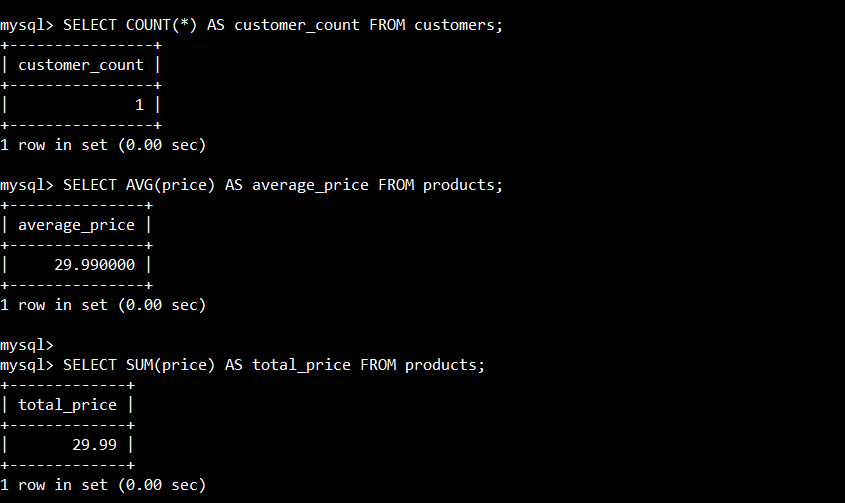 mysql> SELECT COUNT(*) AS customer_count FROM customers;
+----------------+
| customer_count |
+----------------+
|              1 |
+----------------+
1 row in set (0.00 sec)

mysql> SELECT AVG(price) AS average_price FROM products;
+---------------+
| average_price |
+---------------+
|     29.990000 |
+---------------+
1 row in set (0.00 sec)

mysql>
mysql> SELECT SUM(price) AS total_price FROM products;
+-------------+
| total_price |
+-------------+
|       29.99 |
+-------------+
1 row in set (0.00 sec)